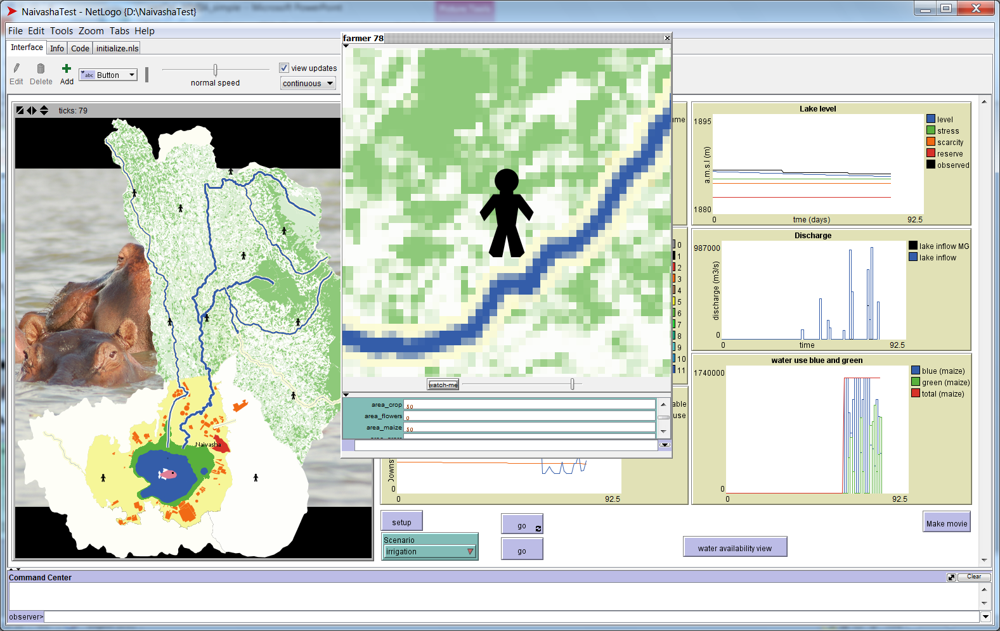 NaivashaTest - NetLogo {D:\NaivashaTest}
File Edit Tools Zoom Tabs Help
Interface Info Code initialize.nls
Edit Delete Add abc Button normal speed view updates continuous
ticks: 79
Naivasha
farmer 78
watch-me
area_crop 50
area_flowers 0
area_maize 50
0
1
2
3
4
5
6
7
8
9
10
11
0 92.5
0
Lake level
1895
1880
a.m.s.l (m)
0 tme (days) 92.5
level
stress
scarcity
reserve
observed
Discharge
987000
0
discharge (m3/s)
0 time 92.5
lake inflow MG
lake inflow
water use blue and green
1740000
0
0 92.5
blue (maize)
green (maize)
total (maize)
setup
go
Make movie
Scenario
irrigation
go
water availability view
Command Center
Clear
observer>